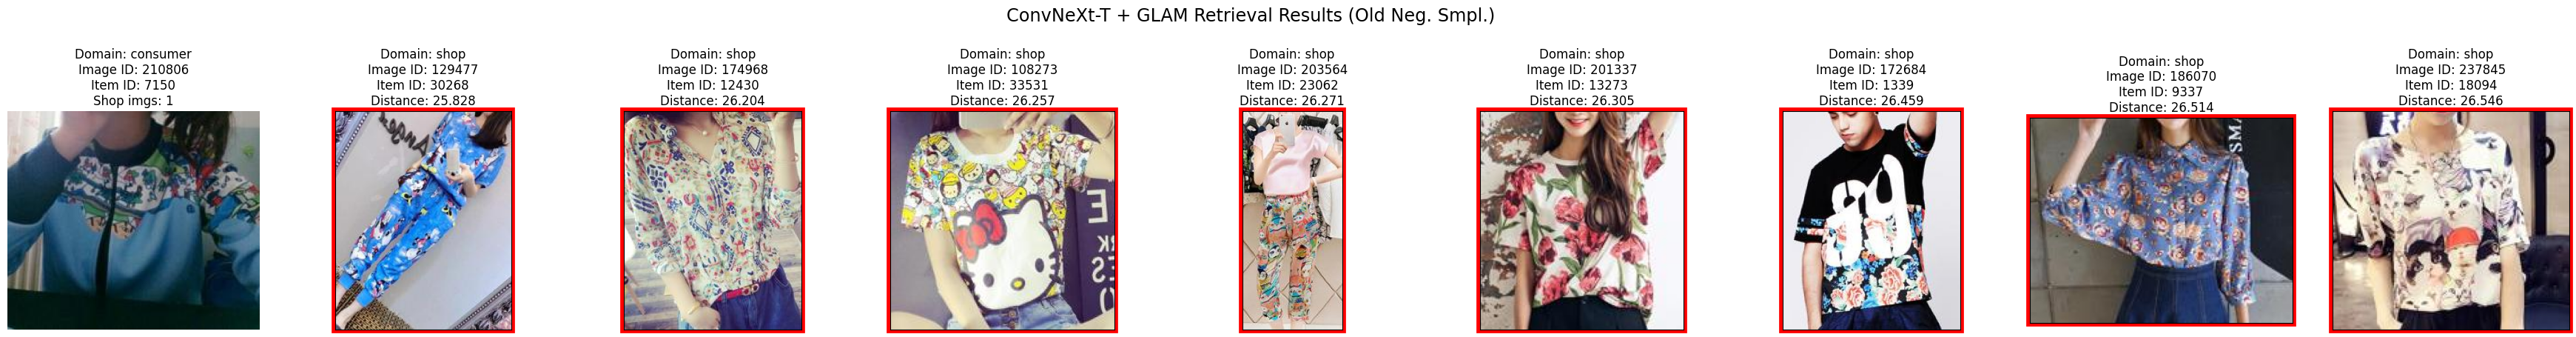 ConvNeXt-T + GLAM Retrieval Results (Old Neg. Smpl.)
Domain: consumer
Image ID: 210806
Item ID: 7150
Shop imgs: 1
Domain: shop
Image ID: 129477
Item ID: 30268
Distance: 25.828
Domain: shop
Image ID: 174968
Item ID: 12430
Distance: 26.204
Domain: shop
Image ID: 108273
Item ID: 33531
Distance: 26.257
Domain: shop
Image ID: 203564
Item ID: 23062
Distance: 26.271
Domain: shop
Image ID: 201337
Item ID: 13273
Distance: 26.305
Domain: shop
Image ID: 172684
Item ID: 1339
Distance: 26.459
Domain: shop
Image ID: 186070
Item ID: 9337
Distance: 26.514
Domain: shop
Image ID: 237845
Item ID: 18094
Distance: 26.546
SMA